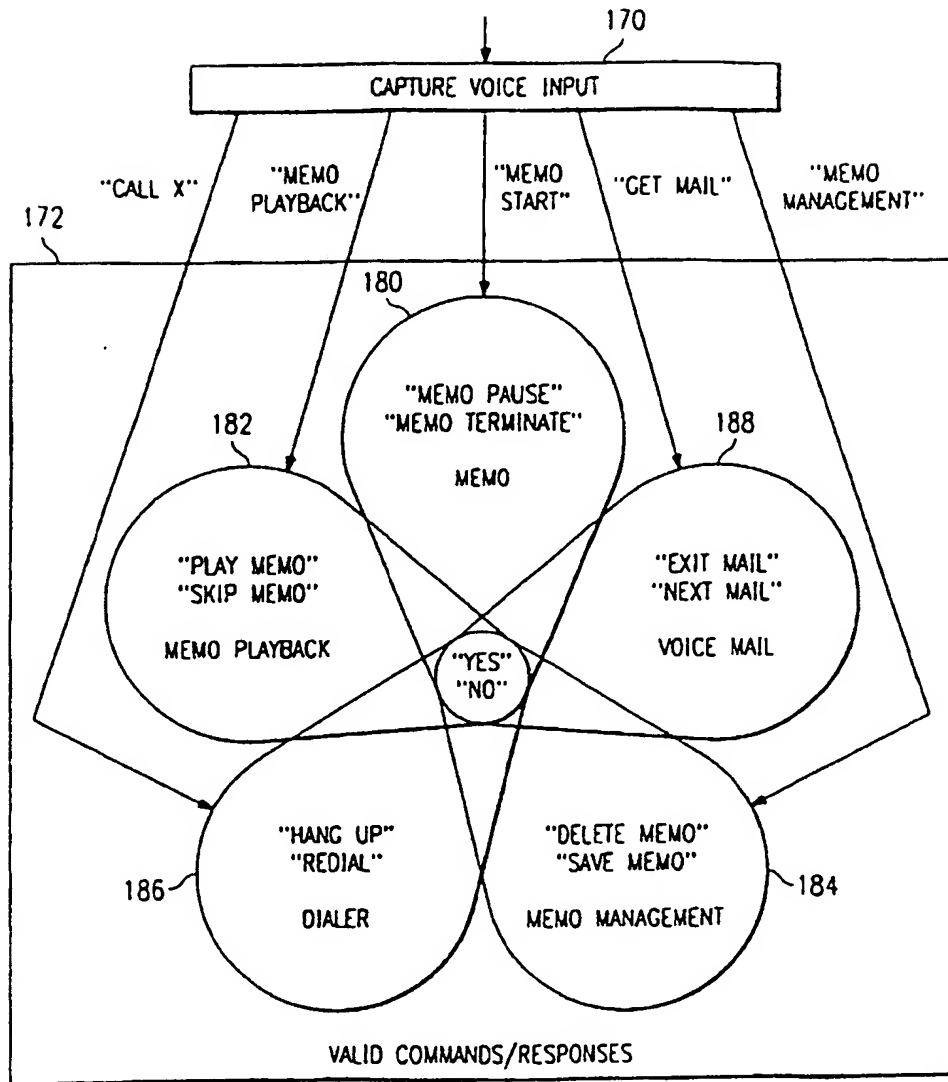 170
CAPTURE VOICE INPUT
"CALL X"
"MEMO
PLAYBACK"
"MEMO
START"
"GET MAIL"
"MEMO
MANAGEMENT"
172
180
"MEMO PAUSE"
"MEMO TERMINATE"
MEMO
182
"PLAY MEMO"
"SKIP MEMO"
MEMO PLAYBACK
188
"EXIT MAIL"
"NEXT MAIL"
VOICE MAIL
"YES"
"NO"
186
"HANG UP"
"REDIAL"
DIALER
"DELETE MEMO"
"SAVE MEMO"
MEMO MANAGEMENT
184
VALID COMMANDS/RESPONSES